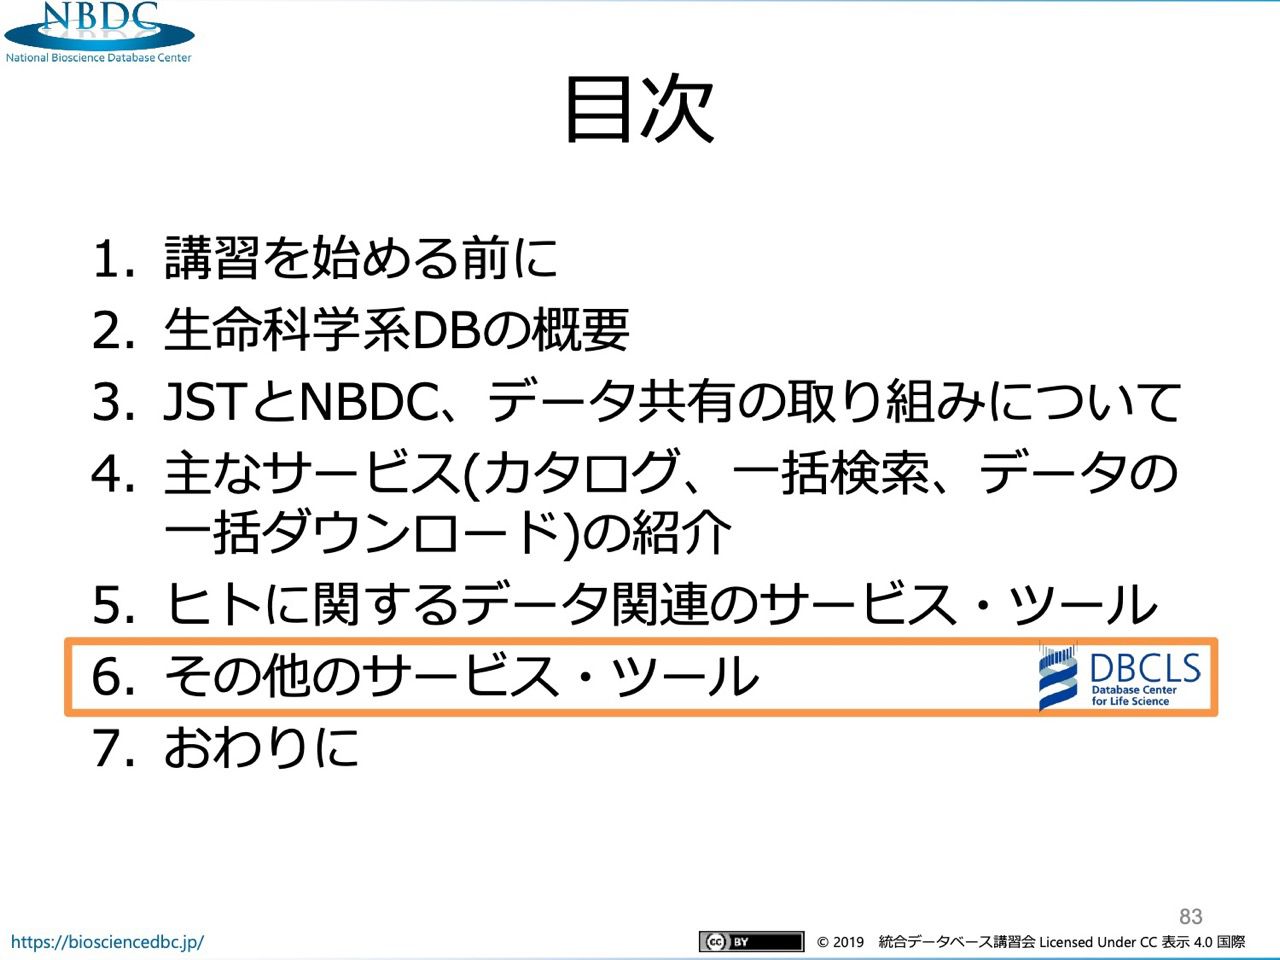 NBDC
National Bioscience Database Center
目次
1. 講習を始める前に
2. 生命科学系DBの概要
3. JSTとNBDC、データ共有の取り組みについて
4. 主なサービス(カタログ、一括検索、データの
一括ダウンロード)の紹介
5. ヒトに関するデータ関連のサービス・ツール
6. その他のサービス・ツール
DBCLS
Database Center
for Life Science
7. おわりに
83
https://biosciencedbc.jp/
cc BY
© 2019 統合データベース講習会 Licensed Under CC 表示 4.0 国際